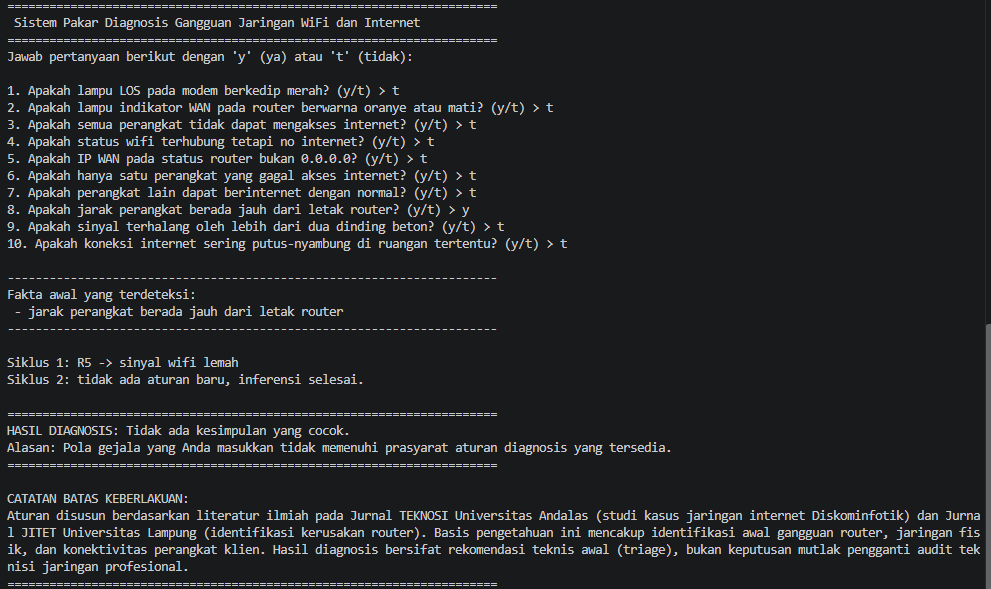 ======================================================================
Sistem Pakar Diagnosis Gangguan Jaringan WiFi dan Internet
======================================================================
Jawab pertanyaan berikut dengan 'y' (ya) atau 't' (tidak):
1. Apakah lampu LOS pada modem berkedip merah? (y/t) > t
2. Apakah lampu indikator WAN pada router berwarna oranye atau mati? (y/t) > t
3. Apakah semua perangkat tidak dapat mengakses internet? (y/t) > t
4. Apakah status wifi terhubung tetapi no internet? (y/t) > t
5. Apakah IP WAN pada status router bukan 0.0.0.0? (y/t) > t
6. Apakah hanya satu perangkat yang gagal akses internet? (y/t) > t
7. Apakah perangkat lain dapat berinternet dengan normal? (y/t) > t
8. Apakah jarak perangkat berada jauh dari letak router? (y/t) > y
9. Apakah sinyal terhalang oleh lebih dari dua dinding beton? (y/t) > t
10. Apakah koneksi internet sering putus-nyambung di ruangan tertentu? (y/t) > t
----------------------------------------------------------------------
Fakta awal yang terdeteksi:
- jarak perangkat berada jauh dari letak router
----------------------------------------------------------------------
Siklus 1: R5 -> sinyal wifi lemah
Siklus 2: tidak ada aturan baru, inferensi selesai.
======================================================================
HASIL DIAGNOSIS: Tidak ada kesimpulan yang cocok.
Alasan: Pola gejala yang Anda masukkan tidak memenuhi prasyarat aturan diagnosis yang tersedia.
======================================================================
CATATAN BATAS KEBERLAKUAN:
Aturan disusun berdasarkan literatur ilmiah pada Jurnal TEKNOSI Universitas Andalas (studi kasus jaringan internet Diskominfotik) dan Jurna
l JITET Universitas Lampung (identifikasi kerusakan router). Basis pengetahuan ini mencakup identifikasi awal gangguan router, jaringan fis
ik, dan konektivitas perangkat klien. Hasil diagnosis bersifat rekomendasi teknis awal (triage), bukan keputusan mutlak pengganti audit tek
nisi jaringan profesional.
======================================================================